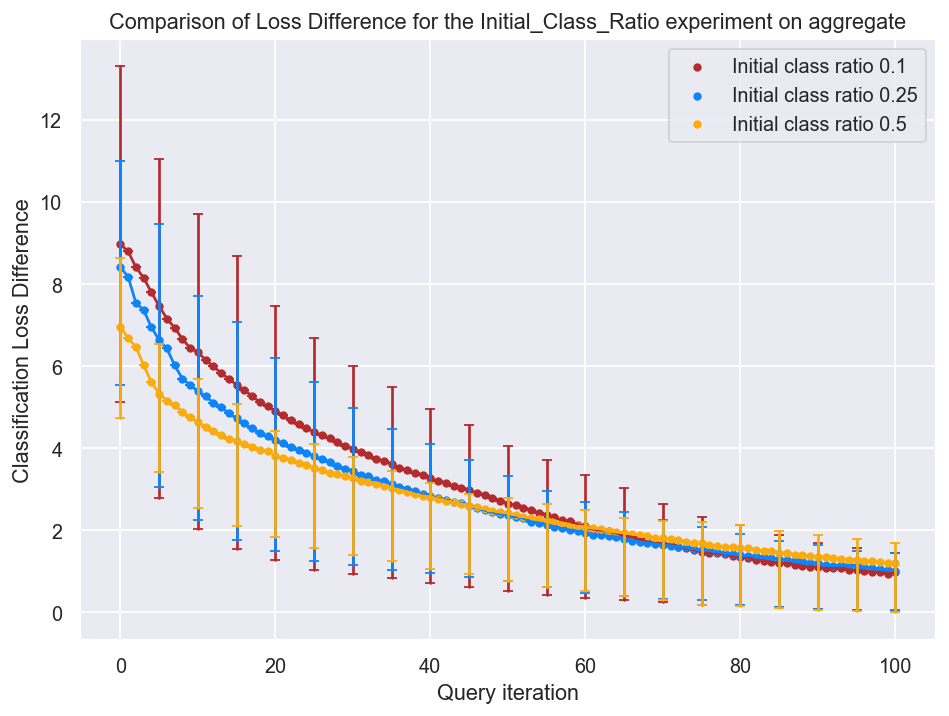 Comparison of Loss Difference for the Initial_Class_Ratio experiment on aggregate
Initial class ratio 0.1
Initial class ratio 0.25
Initial class ratio 0.5
Classification Loss Difference
12
10
8
6
4
2
0
0 20 40 60 80 100
Query iteration